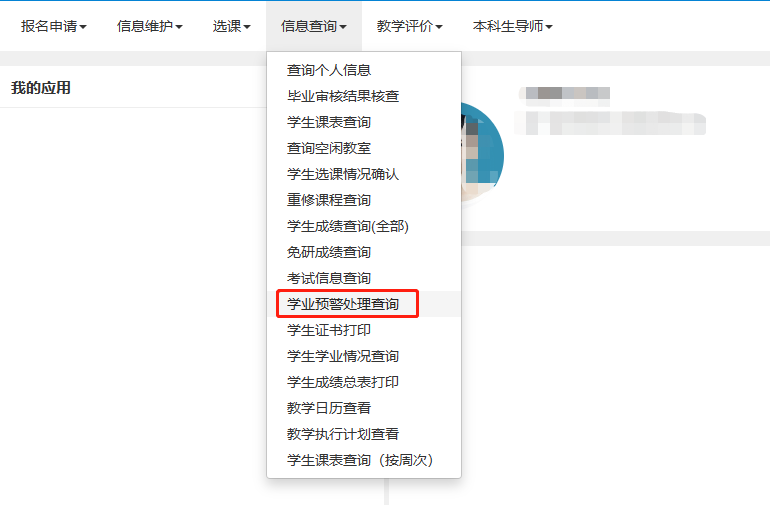 报名申请 信息维护 选课 信息查询 教学评价 本科生导师
我的应用
查询个人信息
毕业审核结果核查
学生课表查询
查询空闲教室
学生选课情况确认
重修课程查询
学生成绩查询(全部)
免研成绩查询
考试信息查询
学业预警处理查询
学生证书打印
学生学业情况查询
学生成绩总表打印
教学日历查看
教学执行计划查看
学生课表查询（按周次）